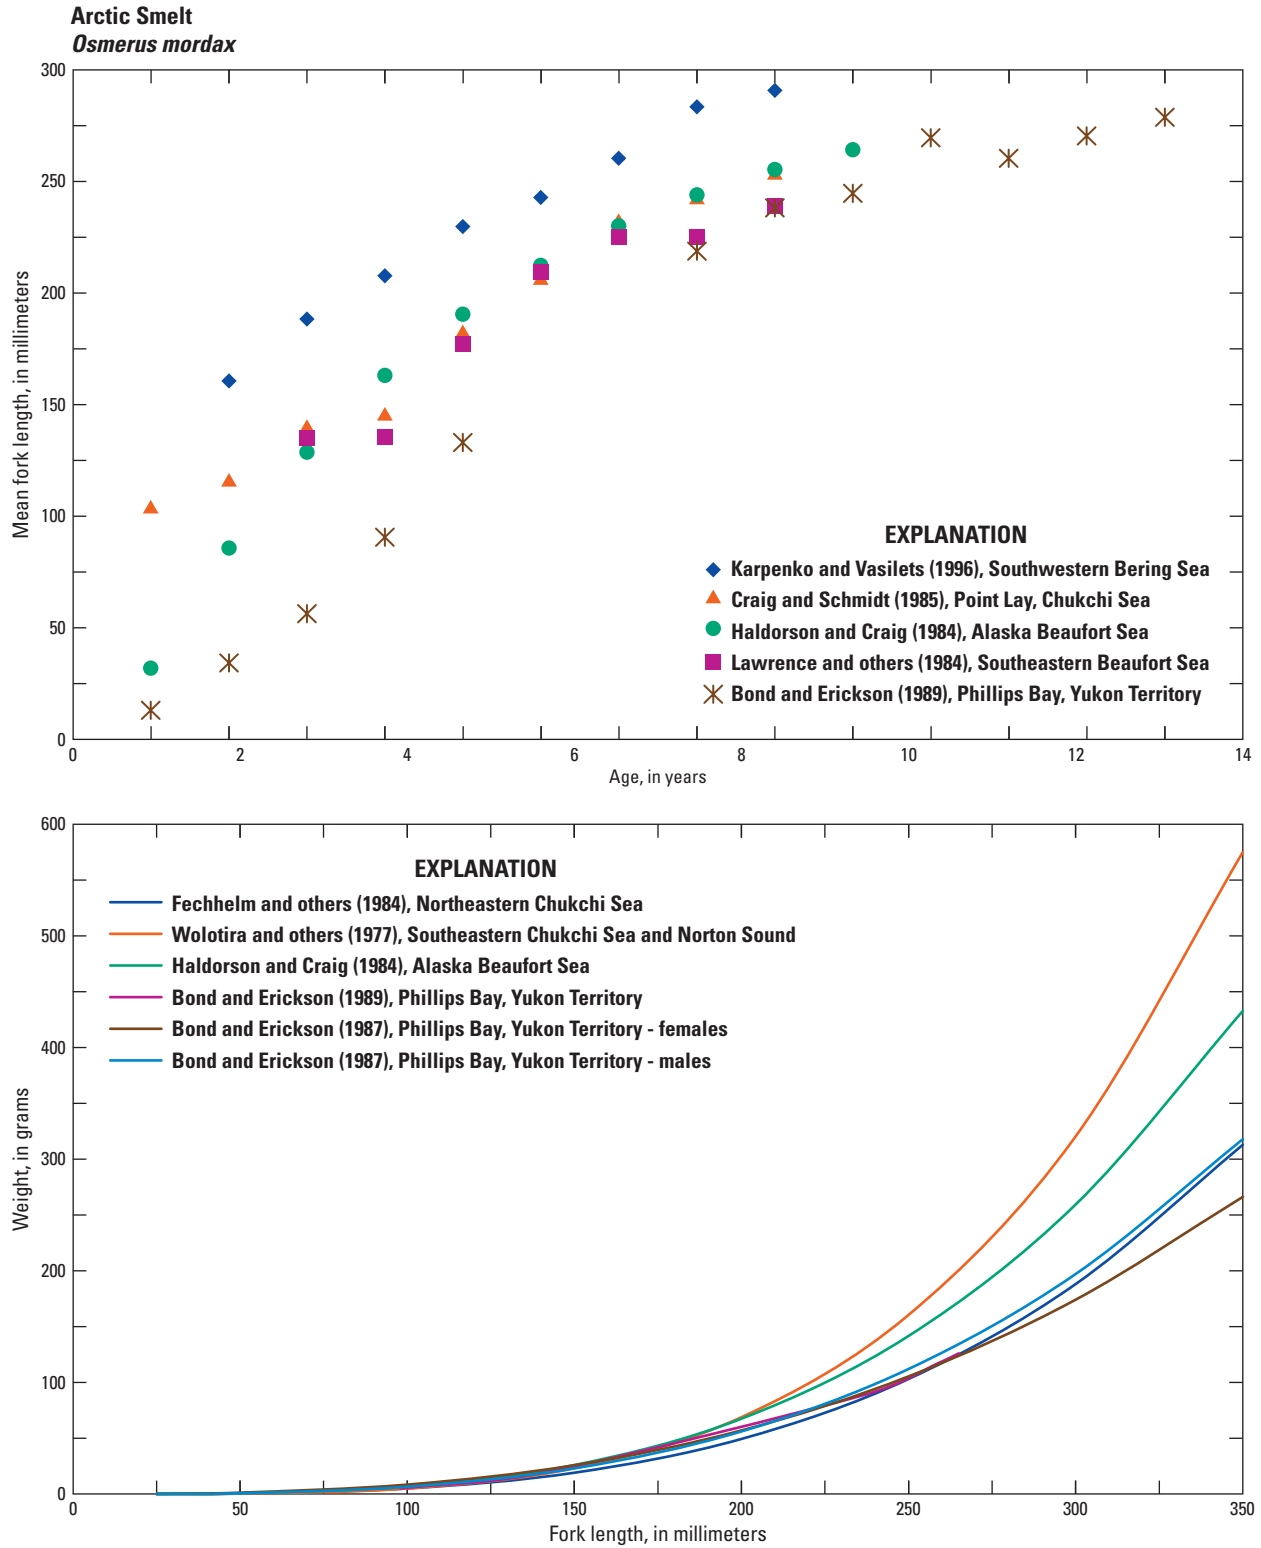 Arctic Smelt
Osmerus mordax
300
250
200
150
100
50
0
Mean fork length, in millimeters
EXPLANATION
Karpenko and Vasilets (1996), Southwestern Bering Sea
Craig and Schmidt (1985), Point Lay, Chukchi Sea
Haldorson and Craig (1984), Alaska Beaufort Sea
Lawrence and others (1984), Southeastern Beaufort Sea
Bond and Erickson (1989), Phillips Bay, Yukon Territory
0 2 4 6 8 10 12 14
Age, in years
600
500
400
300
200
100
0
Weight, in grams
EXPLANATION
Fechhelm and others (1984), Northeastern Chukchi Sea
Wolotira and others (1977), Southeastern Chukchi Sea and Norton Sound
Haldorson and Craig (1984), Alaska Beaufort Sea
Bond and Erickson (1989), Phillips Bay, Yukon Territory
Bond and Erickson (1987), Phillips Bay, Yukon Territory - females
Bond and Erickson (1987), Phillips Bay, Yukon Territory - males
0 50 100 150 200 250 300 350
Fork length, in millimeters